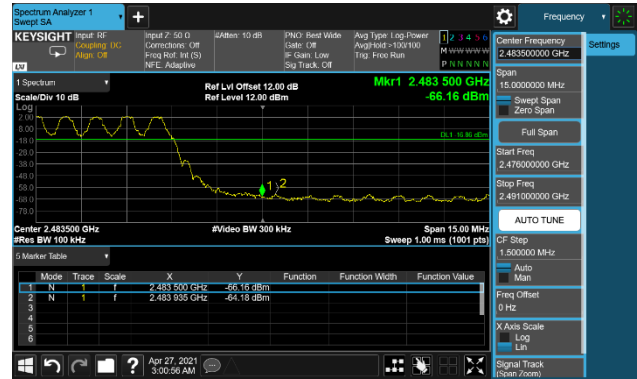 Spectrum Analyzer 1
Swept SA
Frequency
KEYSIGHT
Input: RF
Coupling: DC
Align: Off
Input Z: 50 Ω
Corrections: Off
Freq Ref: Int (S)
NFE: Adaptive
#Atten: 10 dB
PNO: Best Wide
Gate: Off
IF Gain: Low
Sig Track: Off
Avg Type: Log-Power
Avg|Hold:>100/100
Trig: Free Run
1 2 3 4 5 6
M W W W W W
P N N N N N
LXI
1 Spectrum
Scale/Div 10 dB
Log
Ref Lvl Offset 12.00 dB
Ref Level 12.00 dBm
Mkr1 2.483 500 GHz
-66.16 dBm
2.00
-8.00
-18.0
-28.0
-38.0
-48.0
-58.0
-68.0
-78.0
DL1 -16.86 dBm
1
2
Center 2.483500 GHz
#Res BW 100 kHz
#Video BW 300 kHz
Span 15.00 MHz
Sweep 1.00 ms (1001 pts)
5 Marker Table
Mode Trace Scale X Y Function Function Width Function Value
1 N 1 f 2.483 500 GHz -66.16 dBm
2 N 1 f 2.483 935 GHz -64.18 dBm
3
4
5
6
Apr 27, 2021
3:00:56 AM
Center Frequency
2.483500000 GHz
Settings
Span
15.0000000 MHz
Swept Span
Zero Span
Full Span
Start Freq
2.476000000 GHz
Stop Freq
2.491000000 GHz
AUTO TUNE
CF Step
1.500000 MHz
Auto
Man
Freq Offset
0 Hz
X Axis Scale
Log
Lin
Signal Track
(Span Zoom)